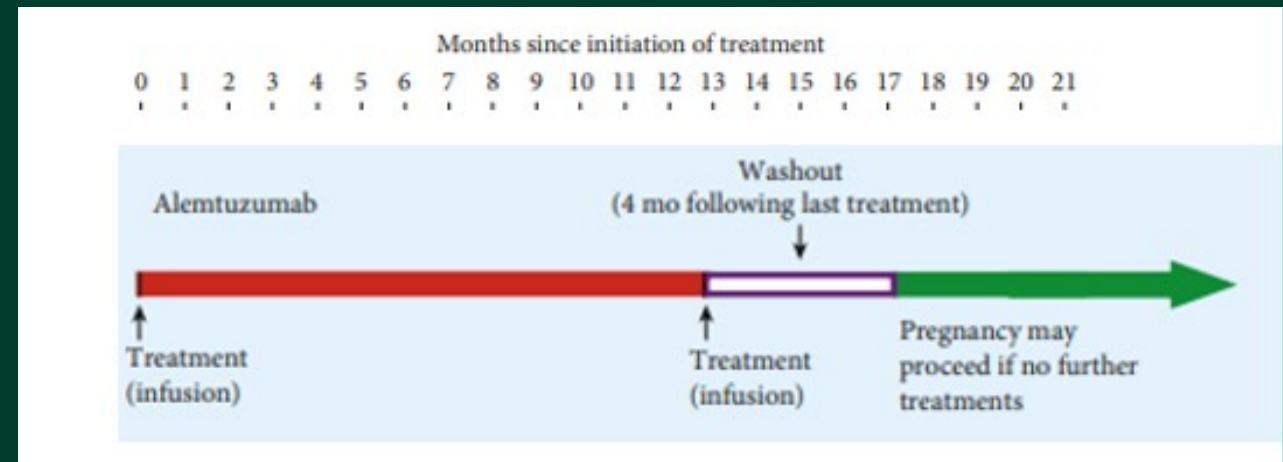 Months since initiation of treatment
0 1 2 3 4 5 6 7 8 9 10 11 12 13 14 15 16 17 18 19 20 21
Alemtuzumab
Washout
(4 mo following last treatment)
Treatment
(infusion)
Treatment
(infusion)
Pregnancy may
proceed if no further
treatments